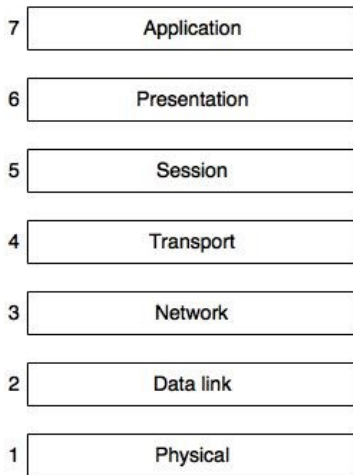 7 Application
6 Presentation
5 Session
4 Transport
3 Network
2 Data link
1 Physical